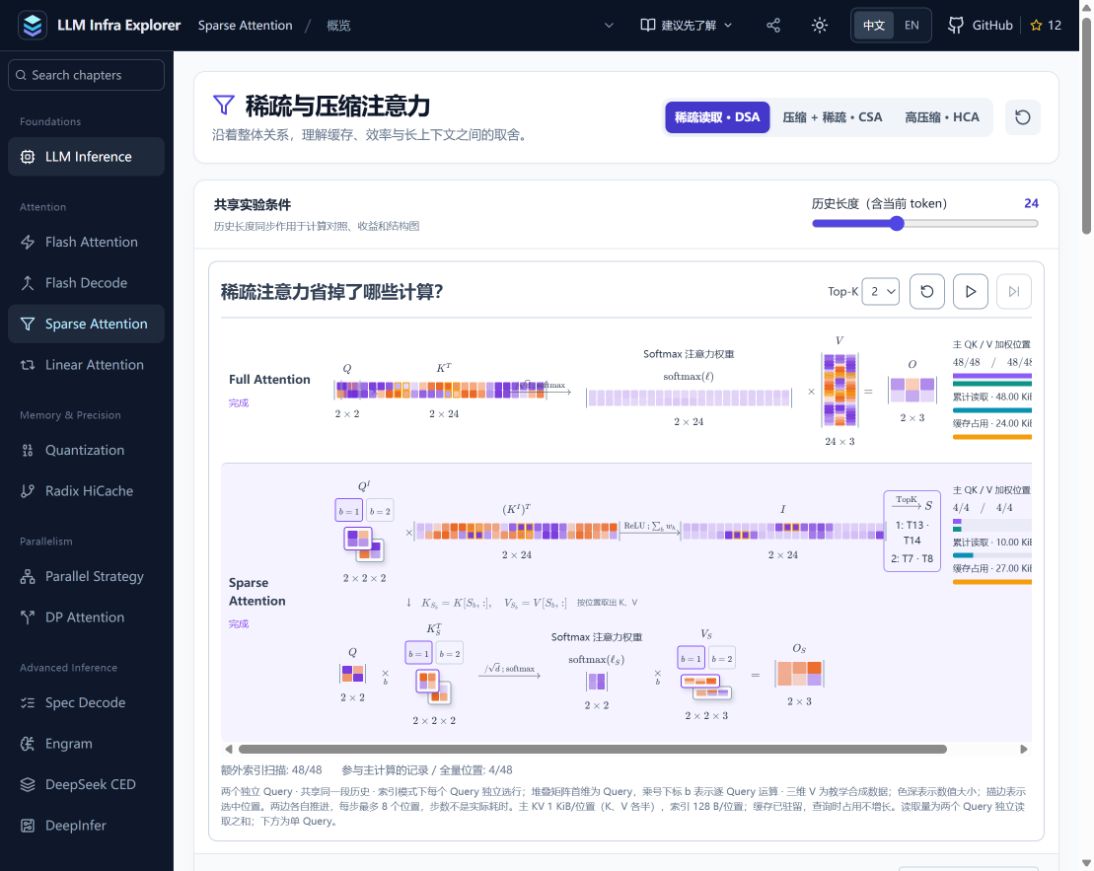 LLM Infra Explorer
Sparse Attention / 概览
建议先了解
中文 EN
GitHub
12
Search chapters
Foundations
LLM Inference
Attention
Flash Attention
Flash Decode
Sparse Attention
Linear Attention
Memory & Precision
Quantization
Radix HiCache
Parallelism
Parallel Strategy
DP Attention
Advanced Inference
Spec Decode
Engram
DeepSeek CED
DeepInfer
稀疏与压缩注意力
沿着整体关系，理解缓存、效率与长上下文之间的取舍。
稀疏读取・DSA
压缩 + 稀疏・CSA
高压缩・HCA
共享实验条件
历史长度同步作用于计算对照、收益和结构图
历史长度（含当前 token） 24
稀疏注意力省掉了哪些计算?
Top-K 2
Full Attention
完成
Q
2 × 2
K^T
2 × 24
Softmax 注意力权重
softmax(ℓ)
2 × 24
×
V
24 × 3
=
O
2 × 3
主 QK / V 加权位置
48/48 / 48/48
累计读取 · 48.00 KiB
缓存占用 · 24.00 KiB
Sparse
Attention
完成
Q^I
b = 1 b = 2
2 × 2 × 2
×
(K^I)^T
2 × 24
ReLU ; ∑_h w_h
I
2 × 24
TopK
S
1: T13 ·
T14
2: T7 · T8
主 QK / V 加权位置
4/4 / 4/4
累计读取 · 10.00 KiB
缓存占用 · 27.00 KiB
↓ K_{S_b} = K[S_b, :], V_{S_b} = V[S_b, :] 按位置取出 K、V
Q
2 × 2
× b
K_S^T
b = 1 b = 2
2 × 2 × 2
/√d ; softmax
Softmax 注意力权重
softmax(ℓ_S)
2 × 2
× b
V_S
b = 1 b = 2
2 × 2 × 3
=
O_S
2 × 3
额外索引扫描: 48/48 参与主计算的记录 / 全量位置: 4/48
两个独立 Query · 共享同一段历史 · 索引模式下每个 Query 独立选行；堆叠矩阵首维为 Query，乘号下标 b 表示逐 Query 运算 · 三维 V 为教学合成数据；色深表示数值大小；描边表示
选中位置。两边各自推进，每步最多 8 个位置，步数不是实际耗时。主 KV 1 KiB/位置（K、V 各半），索引 128 B/位置；缓存已驻留，查询时占用不增长。读取量为两个 Query 独立读
取之和；下方为单 Query。